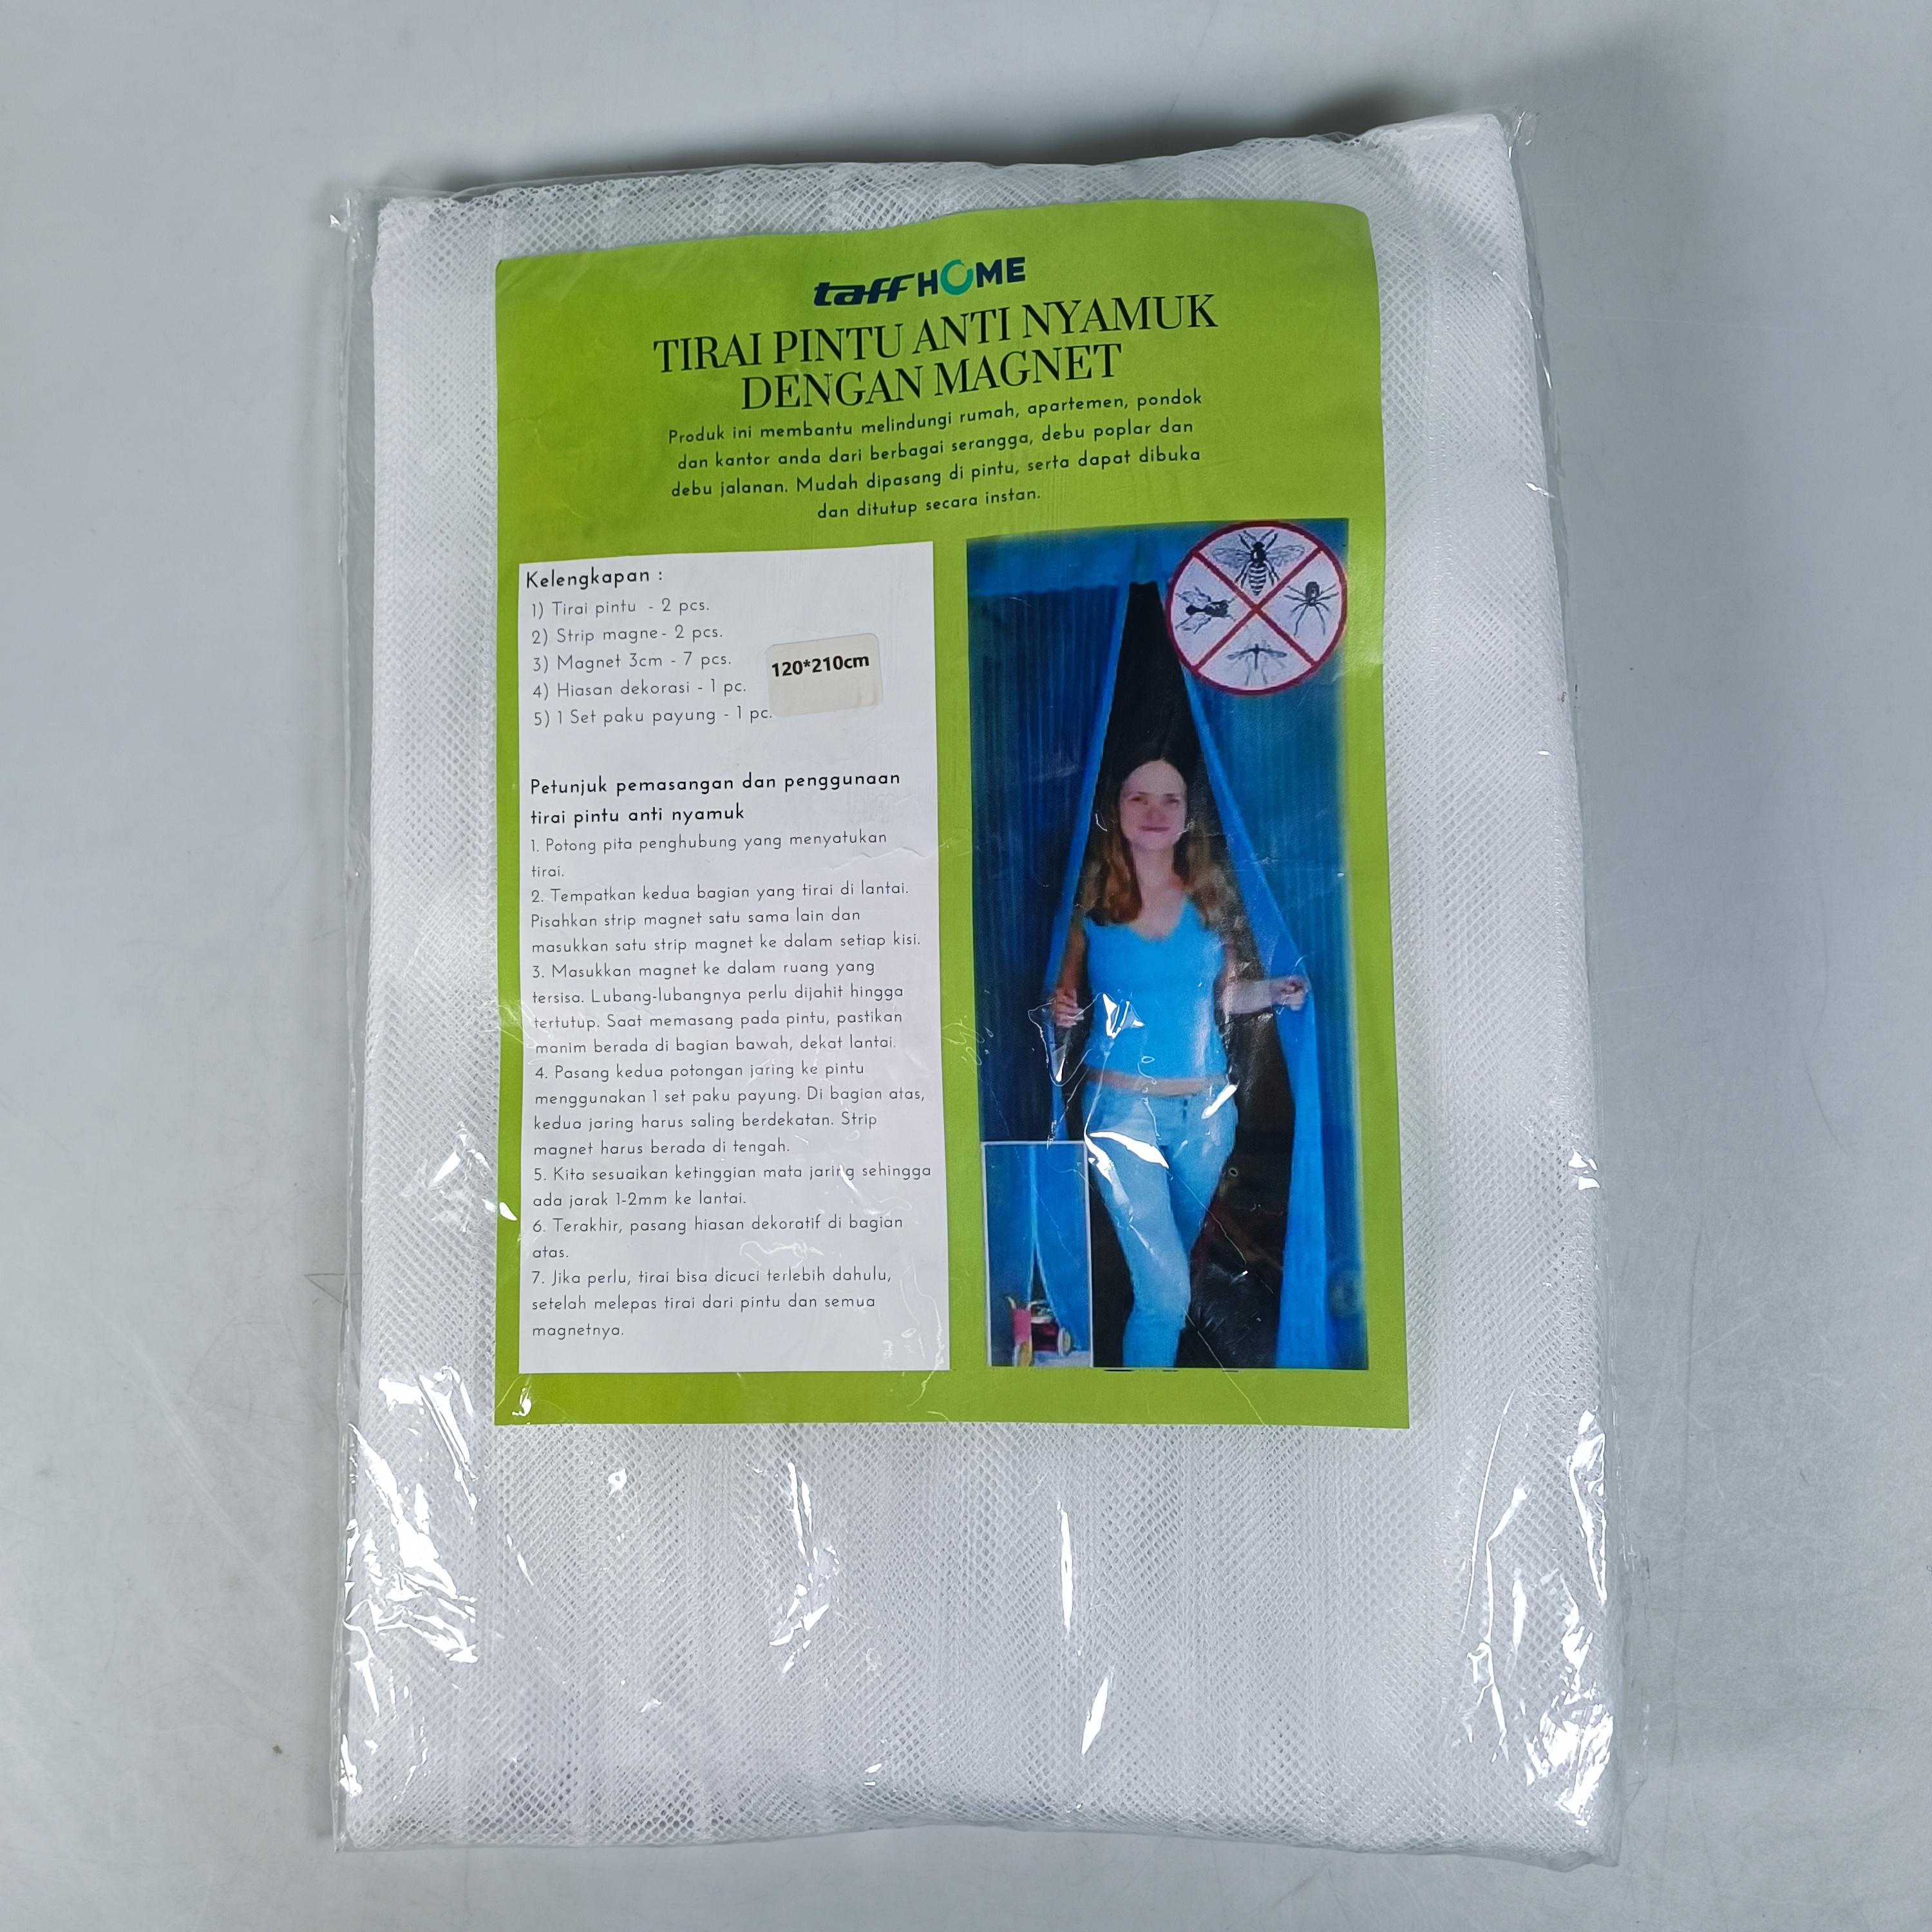 taffHOME
TIRAI PINTU ANTI NYAMUK
DENGAN MAGNET
Produk ini membantu melindungi rumah, apartemen, pondok
dan kantor anda dari berbagai serangga, debu poplar dan
debu jalanan. Mudah dipasang di pintu, serta dapat dibuka
dan ditutup secara instan.
Kelengkapan :
1) Tirai pintu - 2 pcs.
2) Strip magne- 2 pcs.
3) Magnet 3cm - 7 pcs.
4) Hiasan dekorasi - 1 pc.
5) 1 Set paku payung - 1 pc.
120*210cm
Petunjuk pemasangan dan penggunaan
tirai pintu anti nyamuk
1. Potong pita penghubung yang menyatukan
tirai.
2. Tempatkan kedua bagian yang tirai di lantai.
Pisahkan strip magnet satu sama lain dan
masukkan satu strip magnet ke dalam setiap kisi.
3. Masukkan magnet ke dalam ruang yang
tersisa. Lubang-lubangnya perlu dijahit hingga
tertutup. Saat memasang pada pintu, pastikan
manim berada di bagian bawah, dekat lantai.
4. Pasang kedua potongan jaring ke pintu
menggunakan 1 set paku payung. Di bagian atas,
kedua jaring harus saling berdekatan. Strip
magnet harus berada di tengah.
5. Kita sesuaikan ketinggian mata jaring sehingga
ada jarak 1-2mm ke lantai.
6. Terakhir, pasang hiasan dekoratif di bagian
atas.
7. Jika perlu, tirai bisa dicuci terlebih dahulu,
setelah melepas tirai dari pintu dan semua
magnetnya.